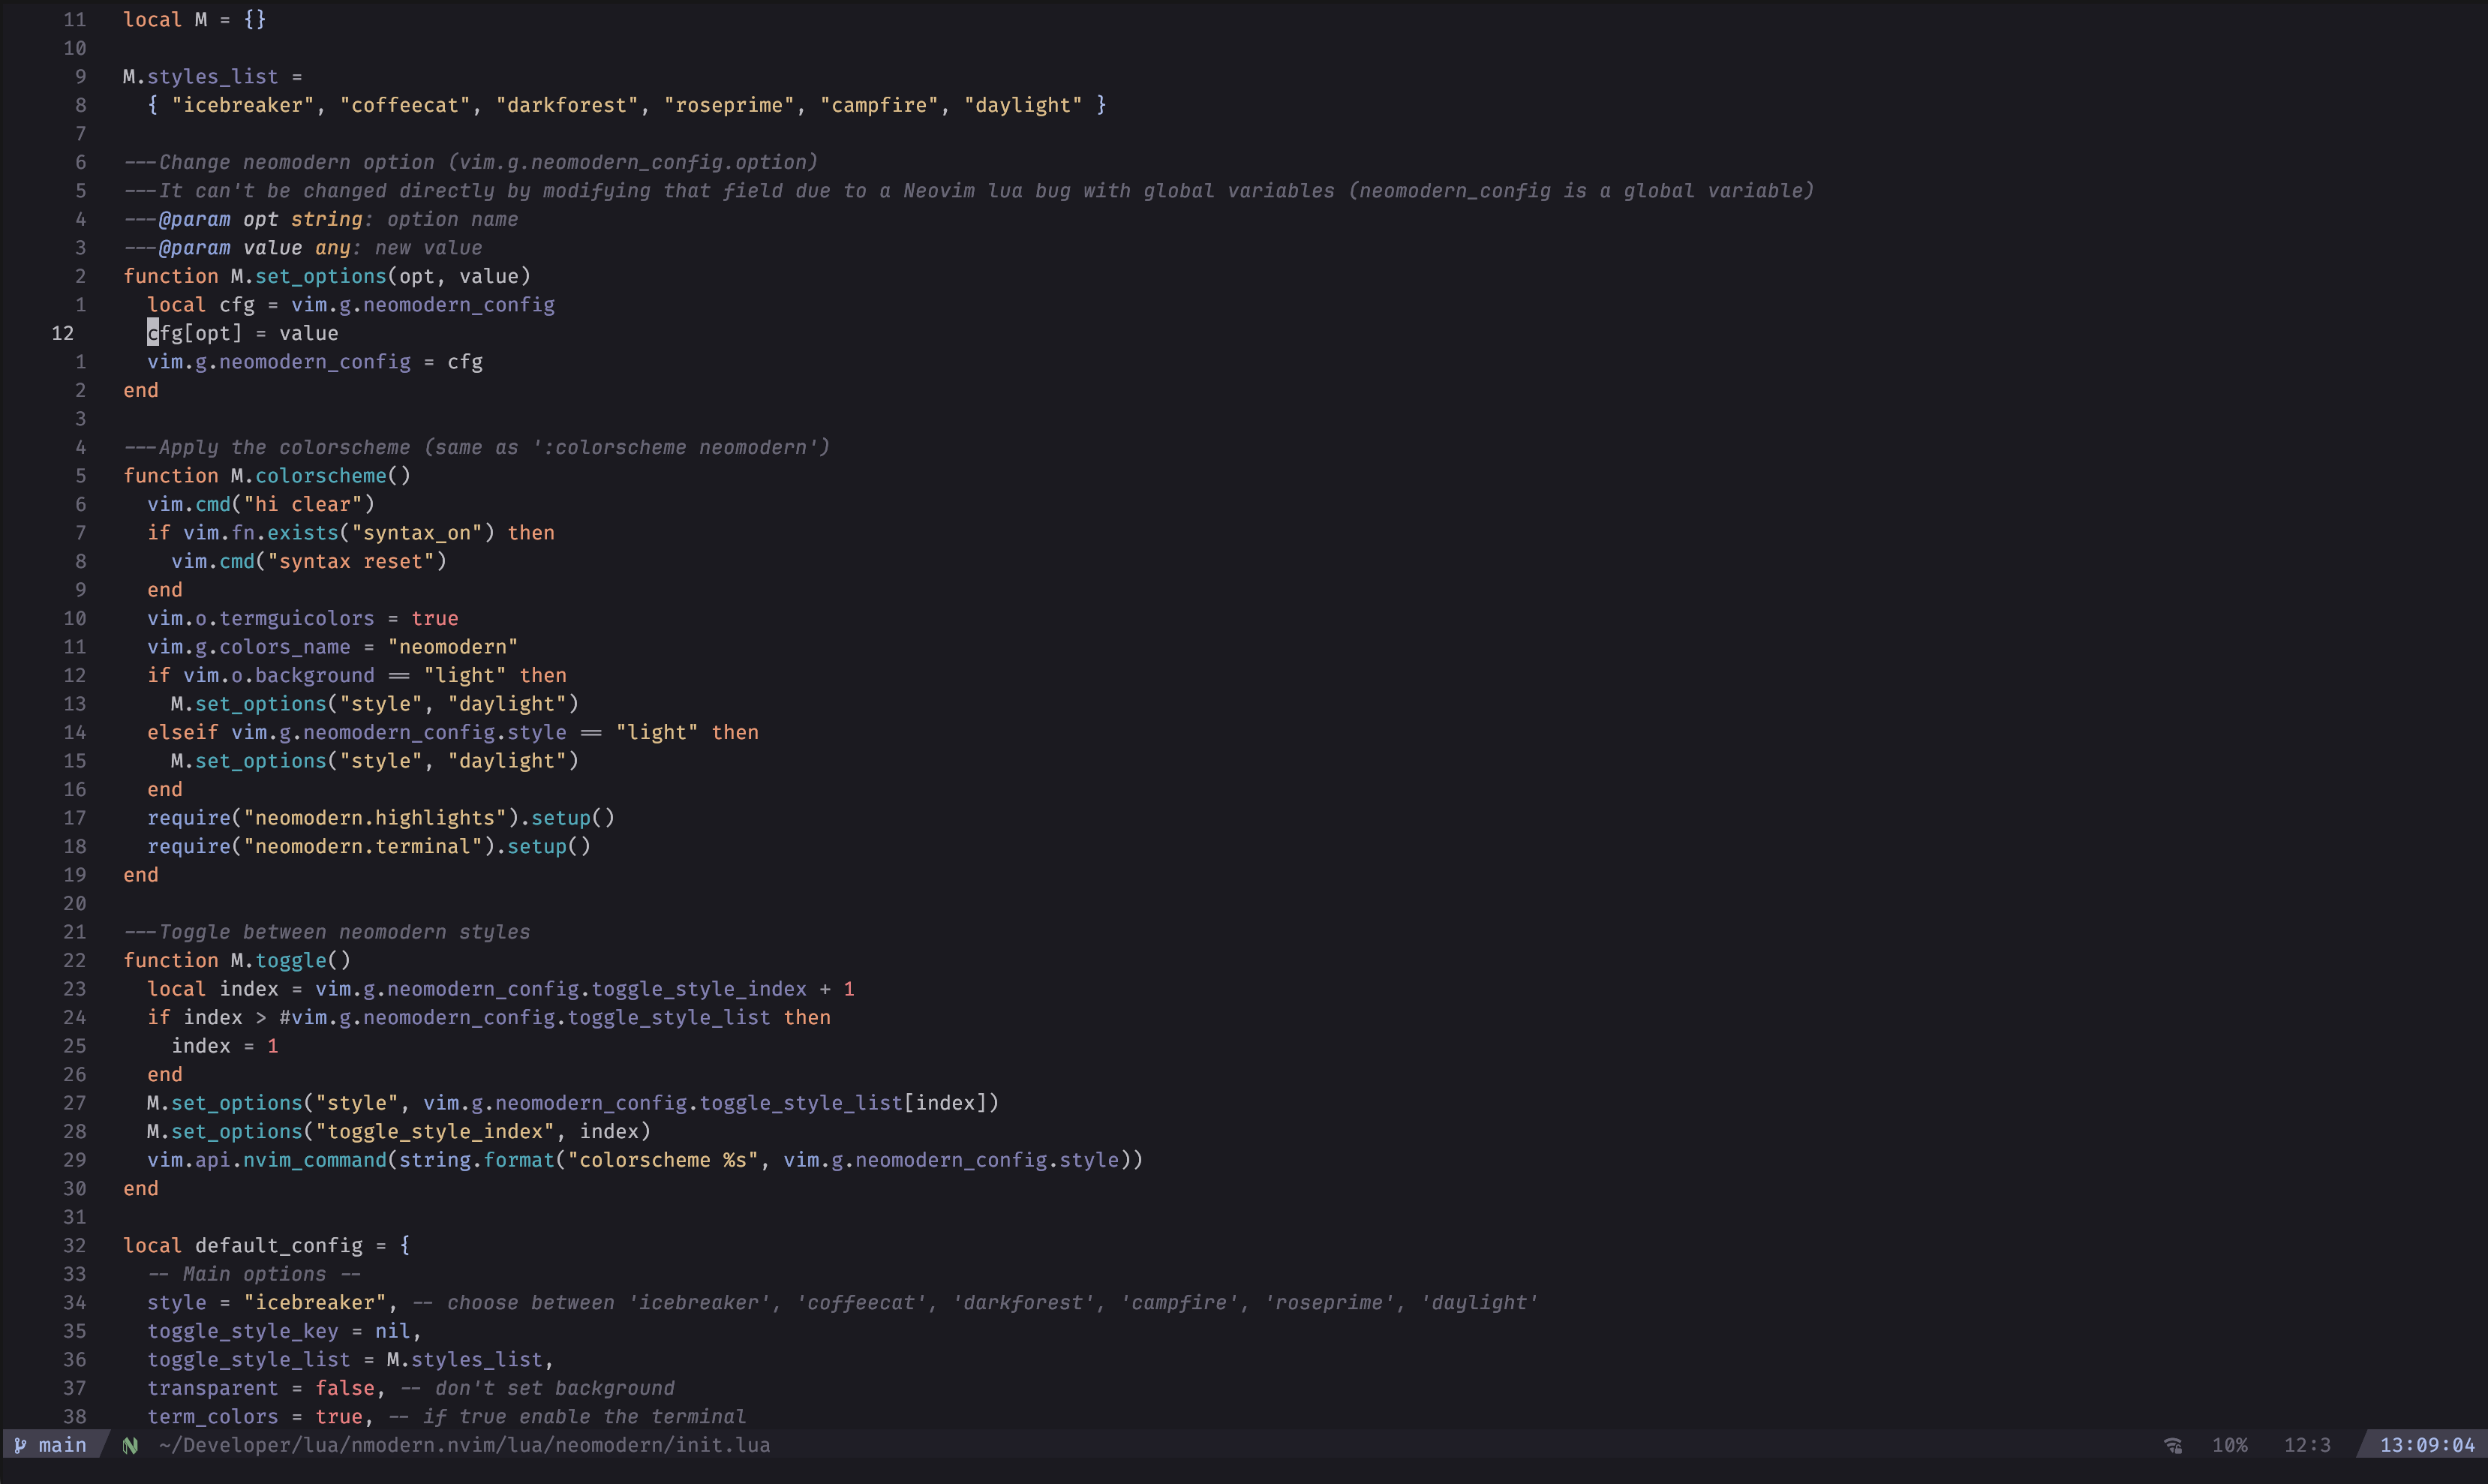 11 local M = {}
10
9 M.styles_list =
8   { "icebreaker", "coffeecat", "darkforest", "roseprime", "campfire", "daylight" }
7
6 ---Change neomodern option (vim.g.neomodern_config.option)
5 ---It can't be changed directly by modifying that field due to a Neovim lua bug with global variables (neomodern_config is a global variable)
4 ---@param opt string: option name
3 ---@param value any: new value
2 function M.set_options(opt, value)
1   local cfg = vim.g.neomodern_config
12   cfg[opt] = value
1   vim.g.neomodern_config = cfg
2 end
3
4 ---Apply the colorscheme (same as ':colorscheme neomodern')
5 function M.colorscheme()
6   vim.cmd("hi clear")
7   if vim.fn.exists("syntax_on") then
8     vim.cmd("syntax reset")
9   end
10   vim.o.termguicolors = true
11   vim.g.colors_name = "neomodern"
12   if vim.o.background == "light" then
13     M.set_options("style", "daylight")
14   elseif vim.g.neomodern_config.style == "light" then
15     M.set_options("style", "daylight")
16   end
17   require("neomodern.highlights").setup()
18   require("neomodern.terminal").setup()
19 end
20
21 ---Toggle between neomodern styles
22 function M.toggle()
23   local index = vim.g.neomodern_config.toggle_style_index + 1
24   if index > #vim.g.neomodern_config.toggle_style_list then
25     index = 1
26   end
27   M.set_options("style", vim.g.neomodern_config.toggle_style_list[index])
28   M.set_options("toggle_style_index", index)
29   vim.api.nvim_command(string.format("colorscheme %s", vim.g.neomodern_config.style))
30 end
31
32 local default_config = {
33   -- Main options --
34   style = "icebreaker", -- choose between 'icebreaker', 'coffeecat', 'darkforest', 'campfire', 'roseprime', 'daylight'
35   toggle_style_key = nil,
36   toggle_style_list = M.styles_list,
37   transparent = false, -- don't set background
38   term_colors = true, -- if true enable the terminal
main ~/Developer/lua/nmodern.nvim/lua/neomodern/init.lua 10% 12:3 13:09:04